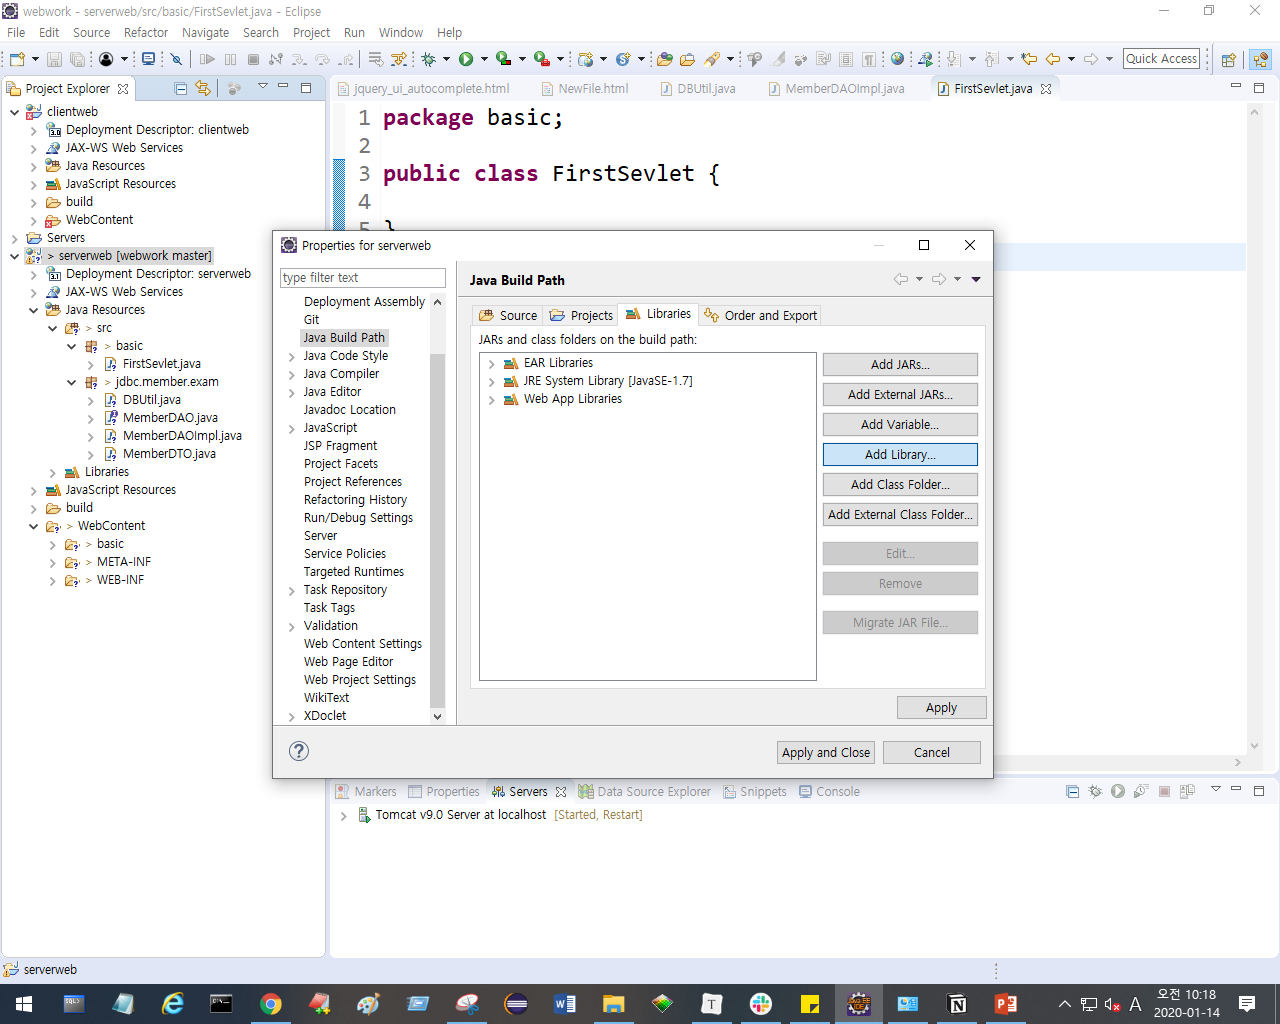 webwork - serverweb/src/basic/FirstSevlet.java - Eclipse
File Edit Source Refactor Navigate Search Project Run Window Help
Quick Access
Project Explorer
clientweb
Deployment Descriptor: clientweb
JAX-WS Web Services
Java Resources
JavaScript Resources
build
WebContent
Servers
> serverweb [webwork master]
Deployment Descriptor: serverweb
JAX-WS Web Services
Java Resources
> src
> basic
FirstSevlet.java
> jdbc.member.exam
DBUtil.java
MemberDAO.java
MemberDAOImpl.java
MemberDTO.java
Libraries
JavaScript Resources
build
> WebContent
> basic
> META-INF
> WEB-INF
jquery_ui_autocomplete.html NewFile.html DBUtil.java MemberDAOImpl.java FirstSevlet.java
1 package basic;
2
3 public class FirstSevlet {
4
5 }
Properties for serverweb
type filter text
Deployment Assembly
Git
Java Build Path
Java Code Style
Java Compiler
Java Editor
Javadoc Location
JavaScript
JSP Fragment
Project Facets
Project References
Refactoring History
Run/Debug Settings
Server
Service Policies
Targeted Runtimes
Task Repository
Task Tags
Validation
Web Content Settings
Web Page Editor
Web Project Settings
WikiText
XDoclet
Java Build Path
Source Projects Libraries Order and Export
JARs and class folders on the build path:
EAR Libraries
JRE System Library [JavaSE-1.7]
Web App Libraries
Add JARs...
Add External JARs...
Add Variable...
Add Library...
Add Class Folder...
Add External Class Folder...
Edit...
Remove
Migrate JAR File...
Apply
Apply and Close Cancel
Markers Properties Servers Data Source Explorer Snippets Console
Tomcat v9.0 Server at localhost [Started, Restart]
serverweb
A
오전 10:18
2020-01-14